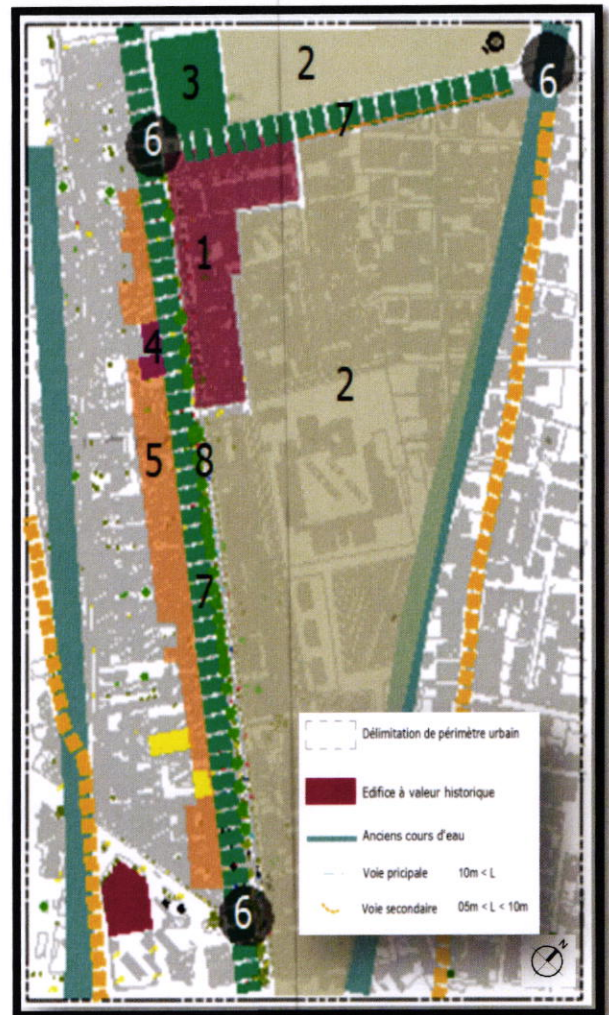 3
2
6
6
7
1
4
2
5
8
7
6
Délimitation de périmètre urbain
Edifice à valeur historique
Anciens cours d'eau
Voie pricipale 10m < L
Voie secondaire 05m < L < 10m
N